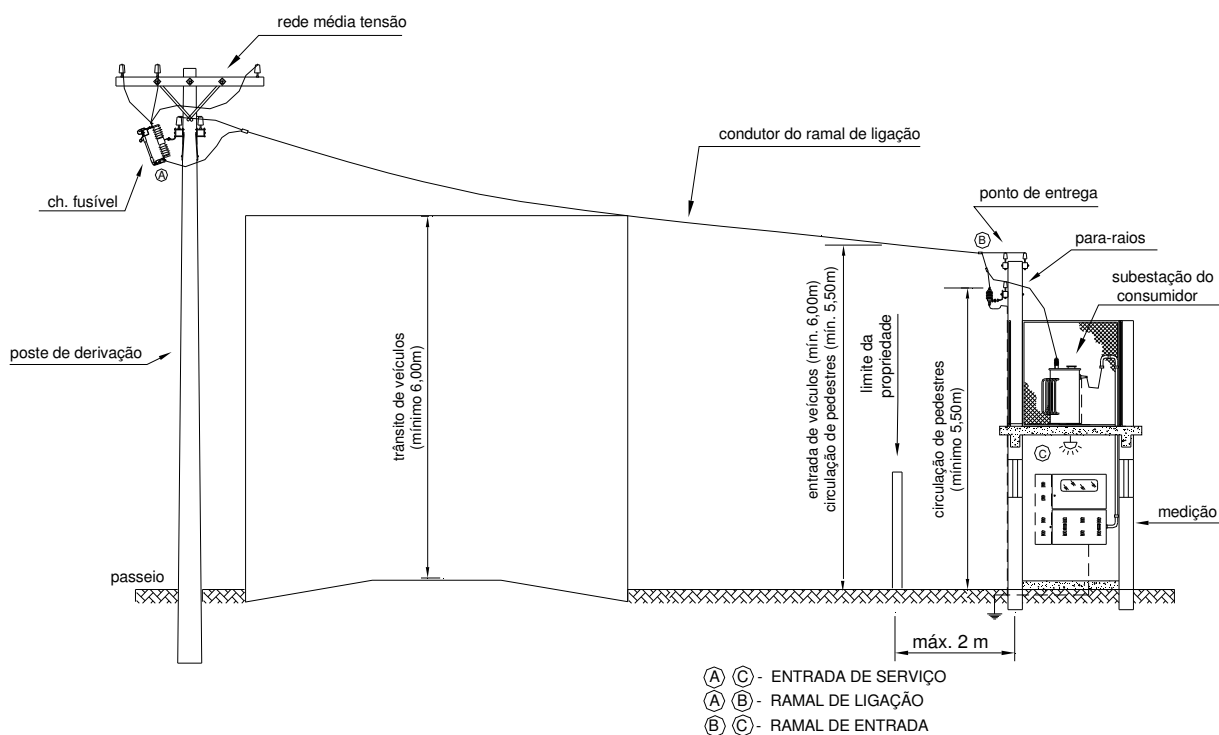 rede média tensão
condutor do ramal de ligação
ponto de entrega
ch. fusível
A
B
para-raios
subestação do
consumidor
poste de derivação
trânsito de veículos
(mínimo 6,00m)
entrada de veículos (mín. 6,00m)
circulação de pedestres (mín. 5,50m)
limite da
propriedade
circulação de pedestres
(mínimo 5,50m)
C
medição
passeio
máx. 2 m
A C - ENTRADA DE SERVIÇO
A B - RAMAL DE LIGAÇÃO
B C - RAMAL DE ENTRADA